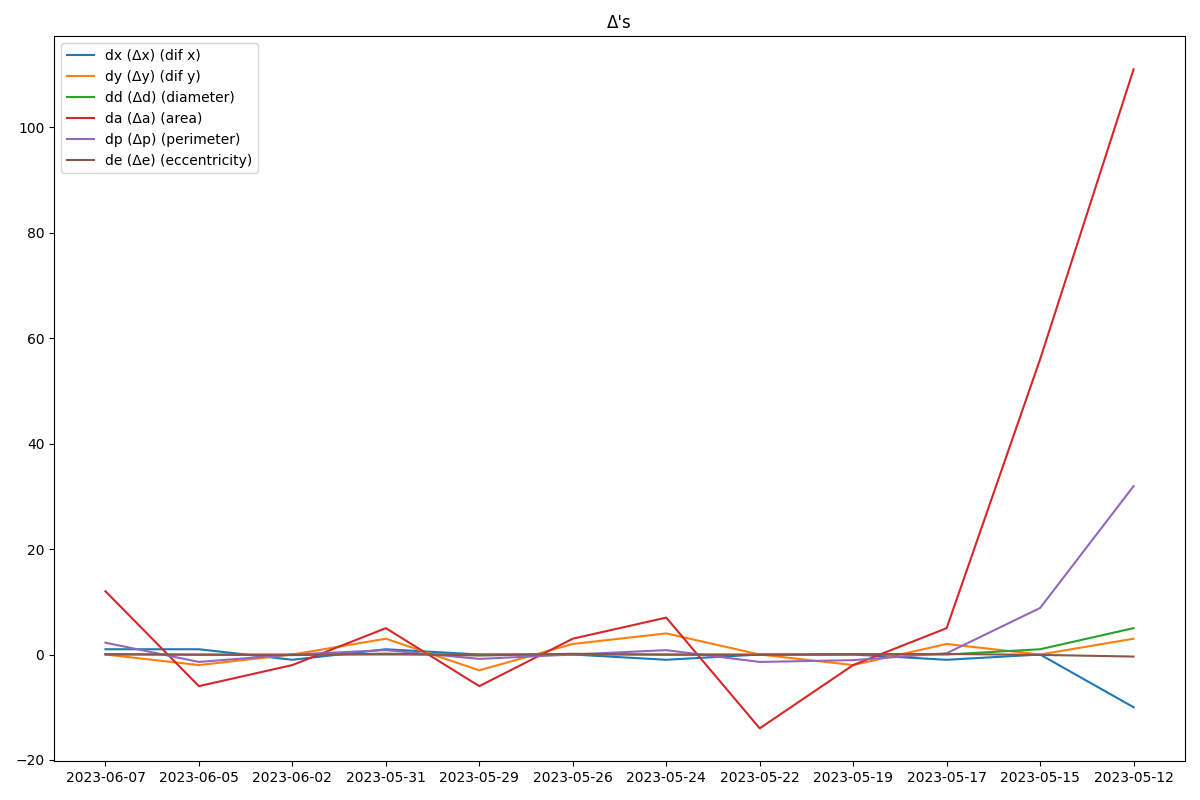 Δ's
dx (Δx) (dif x)
dy (Δy) (dif y)
dd (Δd) (diameter)
da (Δa) (area)
dp (Δp) (perimeter)
de (Δe) (eccentricity)
100
80
60
40
20
0
−20
2023-06-07 2023-06-05 2023-06-02 2023-05-31 2023-05-29 2023-05-26 2023-05-24 2023-05-22 2023-05-19 2023-05-17 2023-05-15 2023-05-12